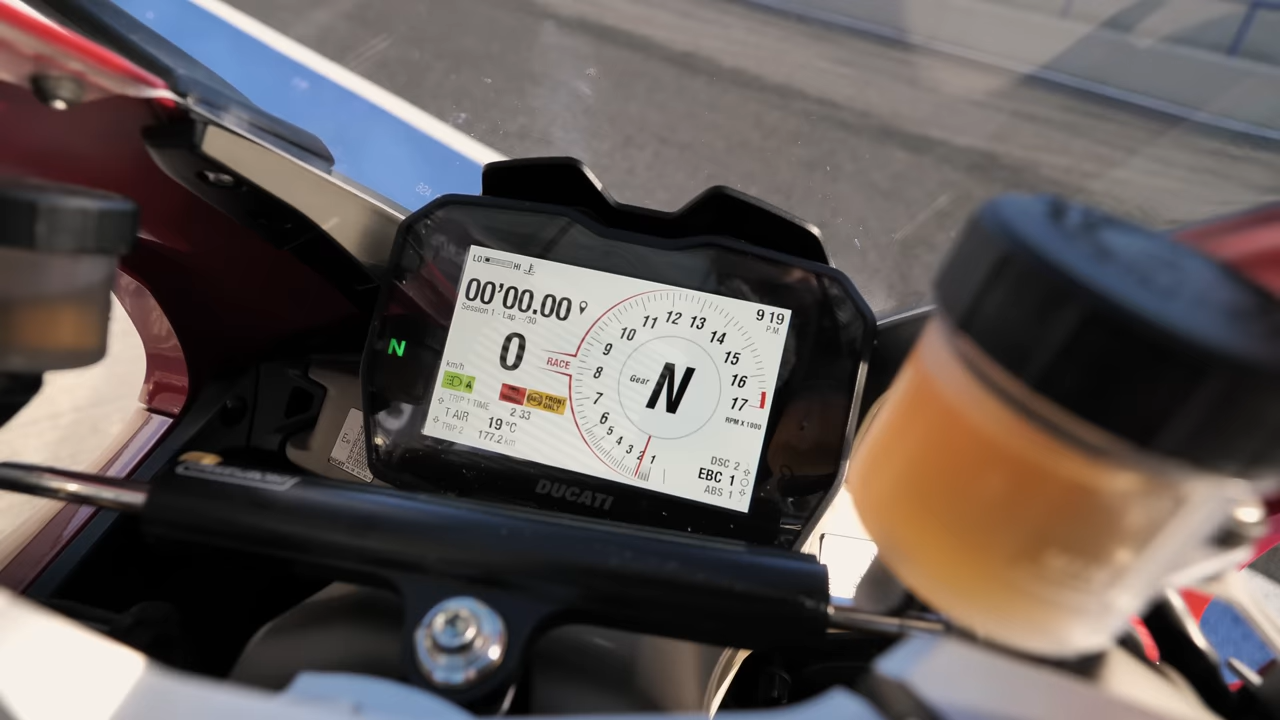 LO HI
00'00.00
Session 1 - Lap --/30
0
km/h
A
ABS FRONT ONLY
TRIP 1 TIME
2 33
T AIR 19 °C
TRIP 2 177.2 km
N
RACE
1
2
3
4
5
6
7
8
9
10
11
12
13
14
15
16
17
RPM X 1000
Gear N
9 19
P.M.
DSC 2
EBC 1
ABS 1
DUCATI